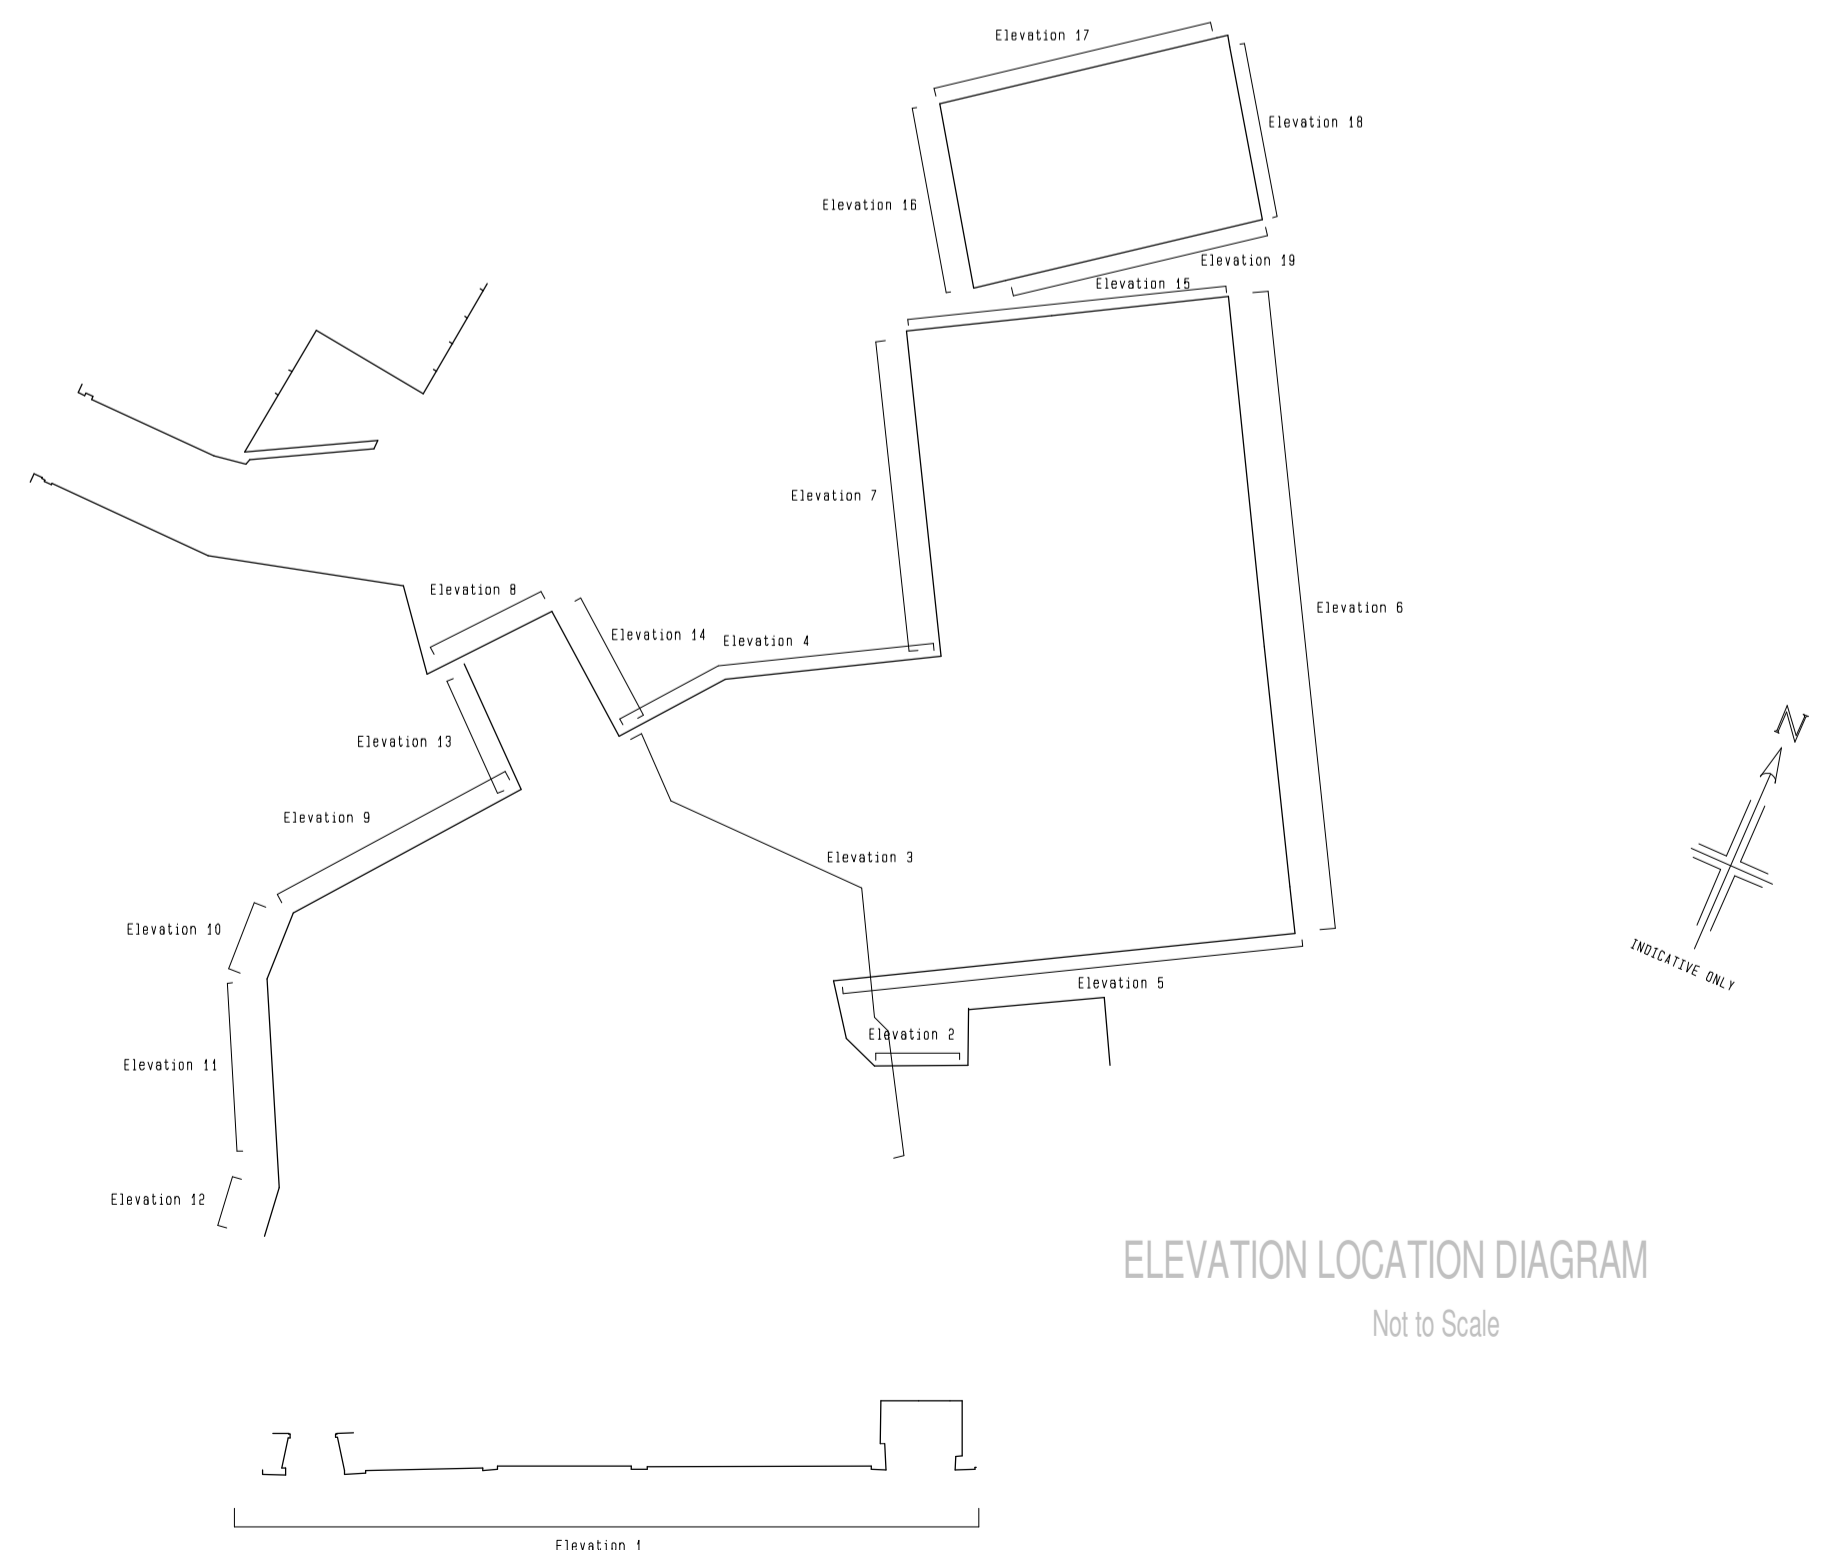 Elevation 17
Elevation 18
Elevation 16
Elevation 19
Elevation 15
Elevation 7
Elevation 8
Elevation 6
Elevation 14
Elevation 4
N
Elevation 13
Elevation 9
Elevation 3
Elevation 10
INDICATIVE ONLY
Elevation 5
Elevation 2
Elevation 11
Elevation 12
ELEVATION LOCATION DIAGRAM
Not to Scale
Elevation 1